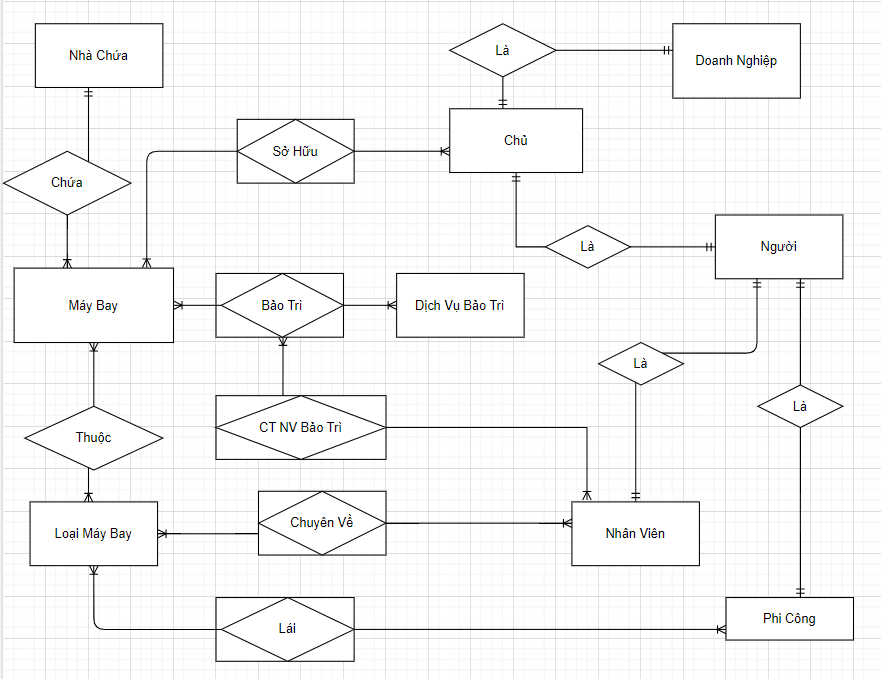 Nhà Chứa
Là
Doanh Nghiệp
Chủ
Sở Hữu
Chứa
Là
Người
Máy Bay
Bảo Trì
Dịch Vụ Bảo Trì
Là
Là
Thuộc
CT NV Bảo Trì
Chuyên Về
Loại Máy Bay
Nhân Viên
Lái
Phi Công